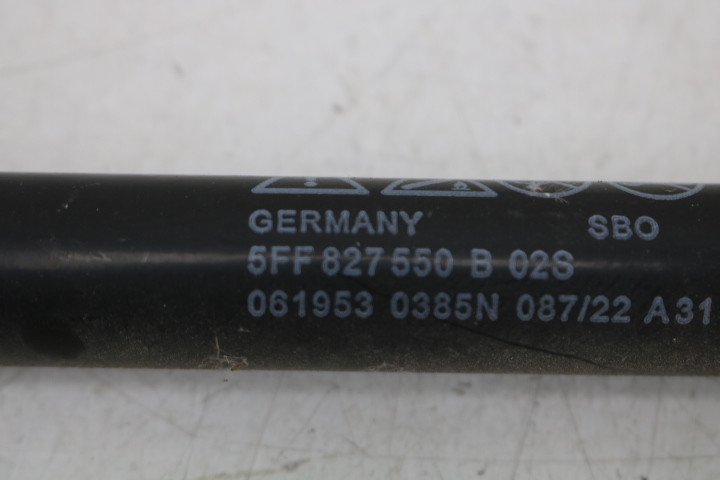 GERMANY SBO
5FF 827 550 B 02S
061953 0385N 087/22 A31